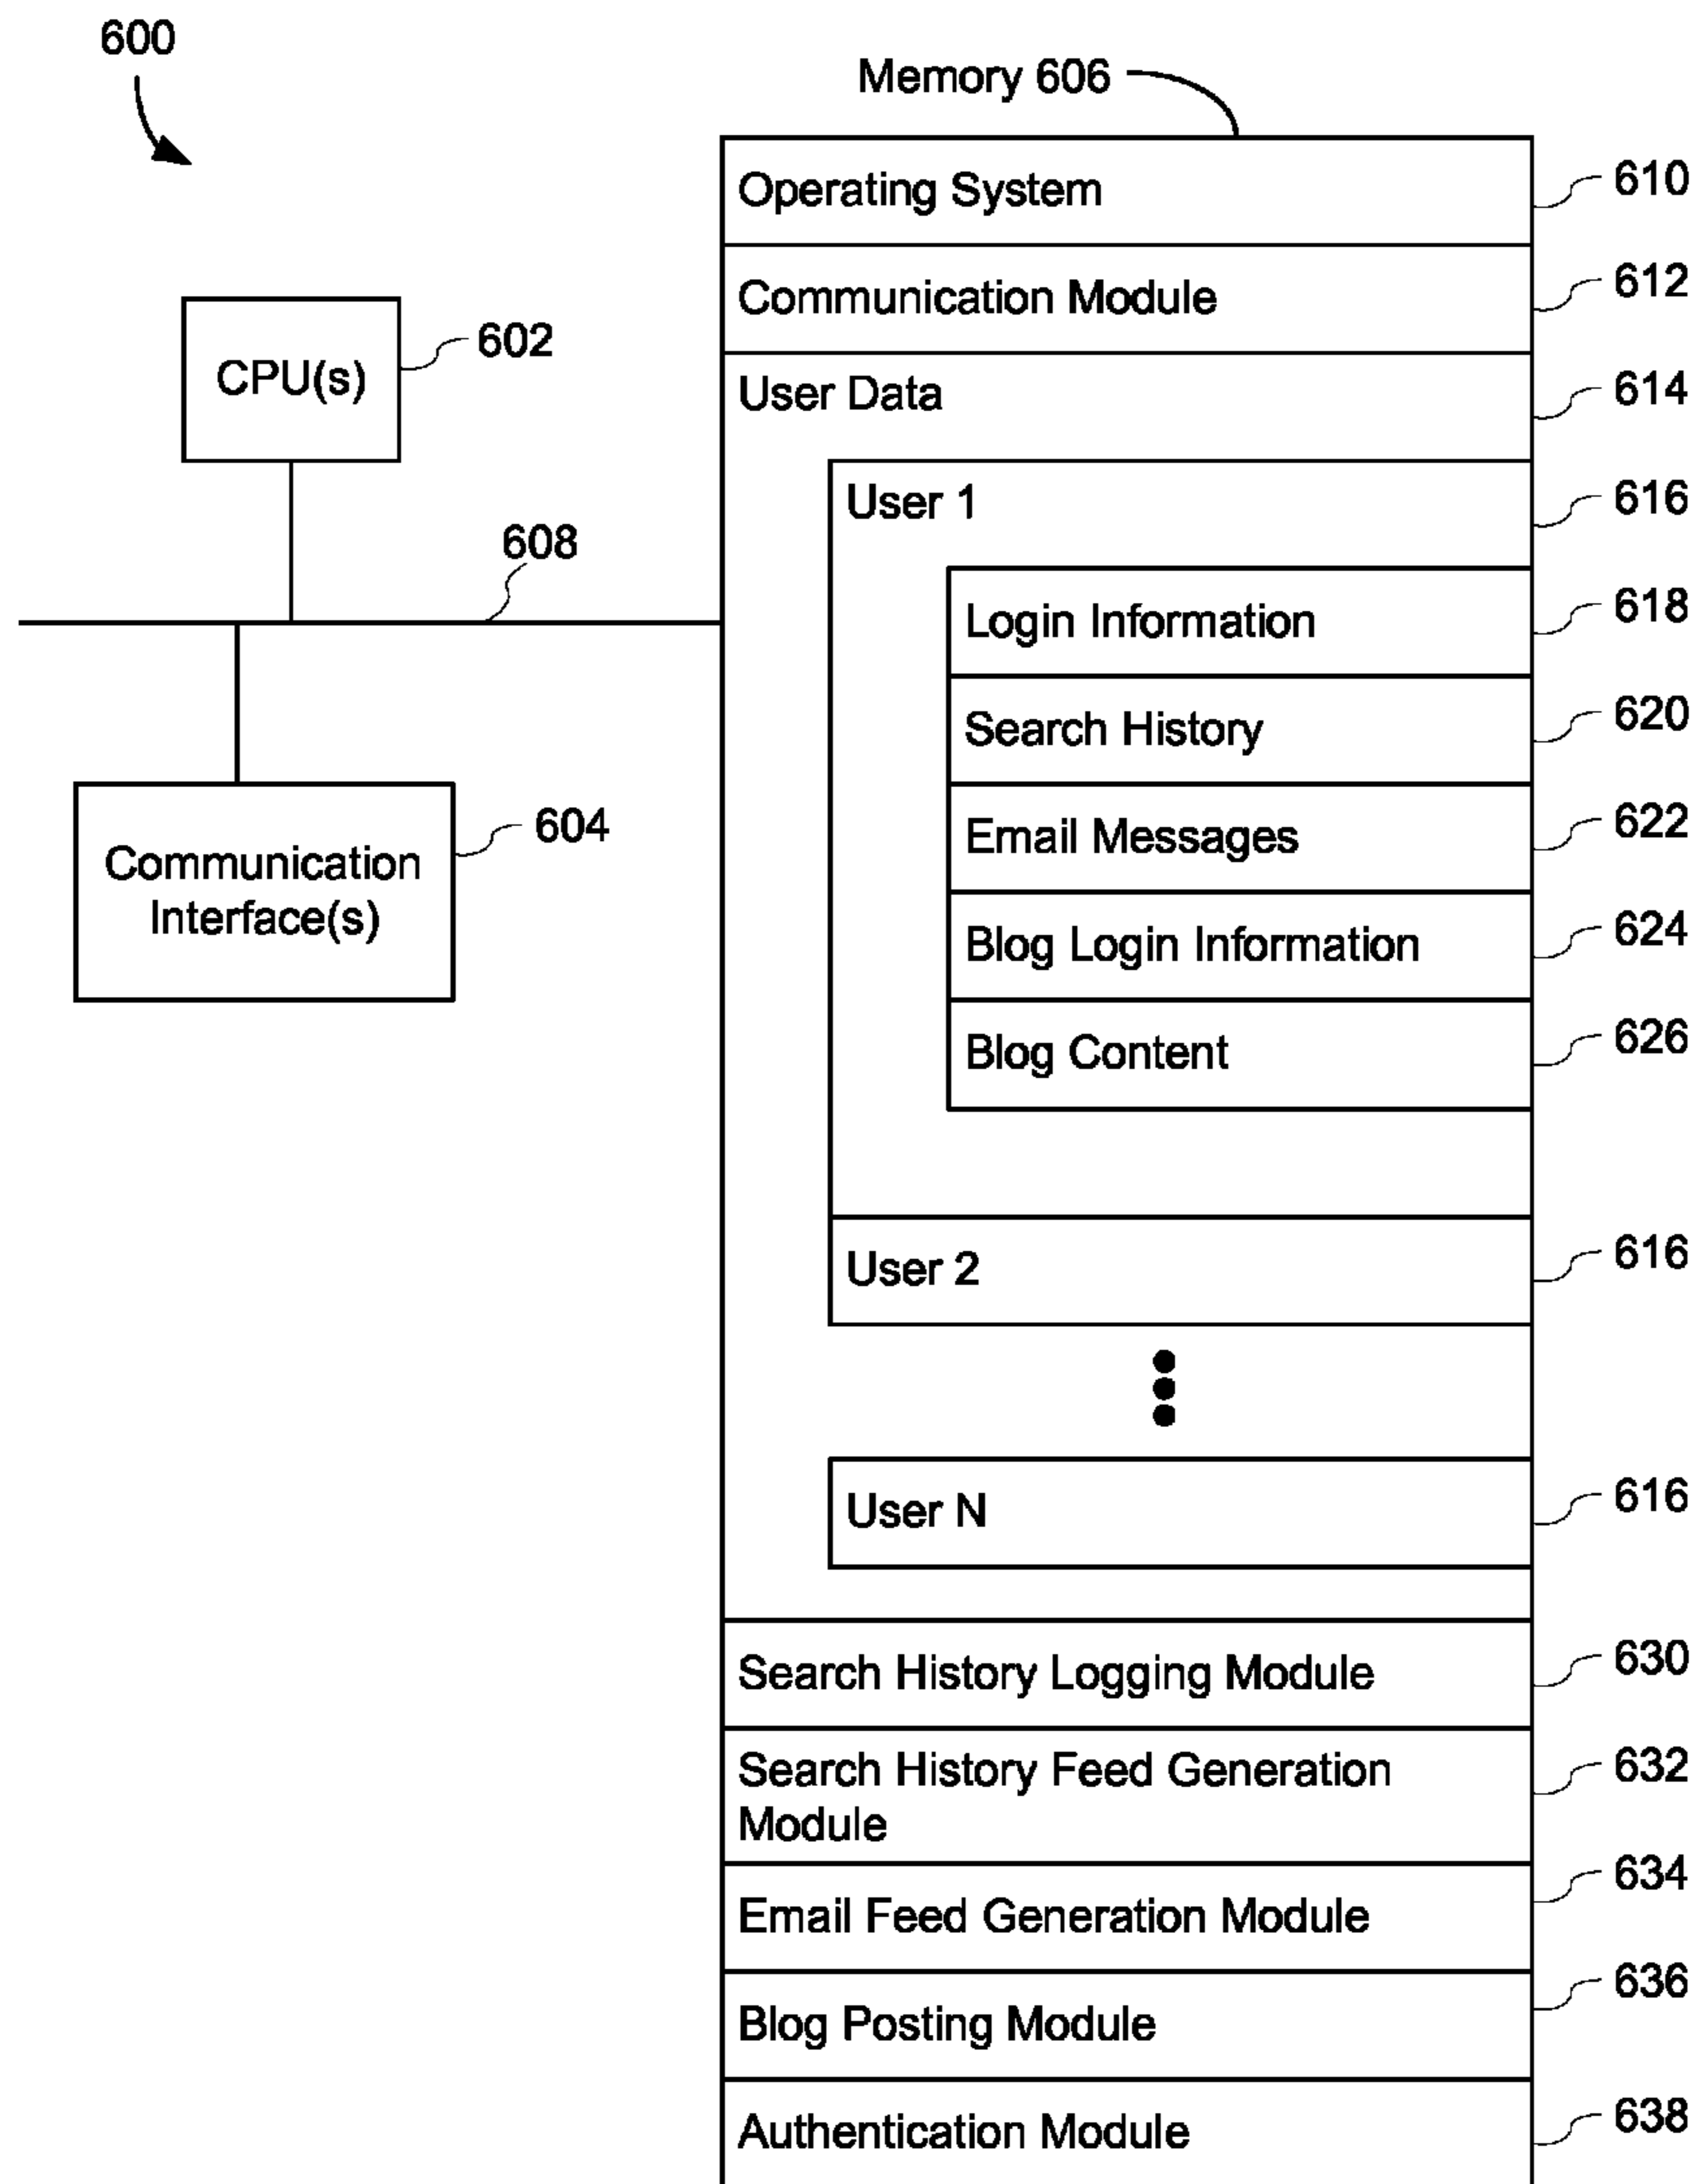 600
Memory 606
Operating System 610
Communication Module 612
CPU(s) 602
User Data 614
User 1 616
608
Login Information 618
Search History 620
Email Messages 622
604
Communication
Interface(s)
Blog Login Information 624
Blog Content 626
User 2 616
User N 616
Search History Logging Module 630
Search History Feed Generation 632
Module
Email Feed Generation Module 634
Blog Posting Module 636
Authentication Module 638